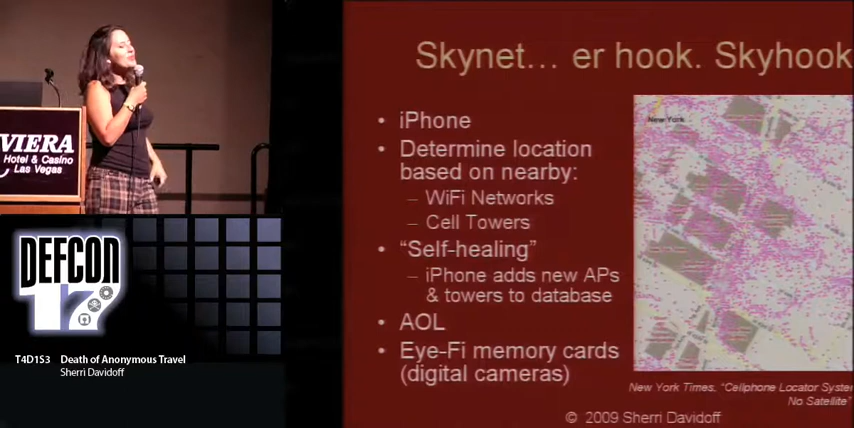 VIERA
Hotel & Casino
Las Vegas
DEFCON
17
T4D1S3 Death of Anonymous Travel
Sherri Davidoff
Skynet... er hook. Skyhook
• iPhone
• Determine location
based on nearby:
– WiFi Networks
– Cell Towers
• “Self-healing”
– iPhone adds new APs
& towers to database
• AOL
• Eye-Fi memory cards
(digital cameras)
New York
New York Times. “Cellphone Locator Syste
No Satellite”
© 2009 Sherri Davidoff